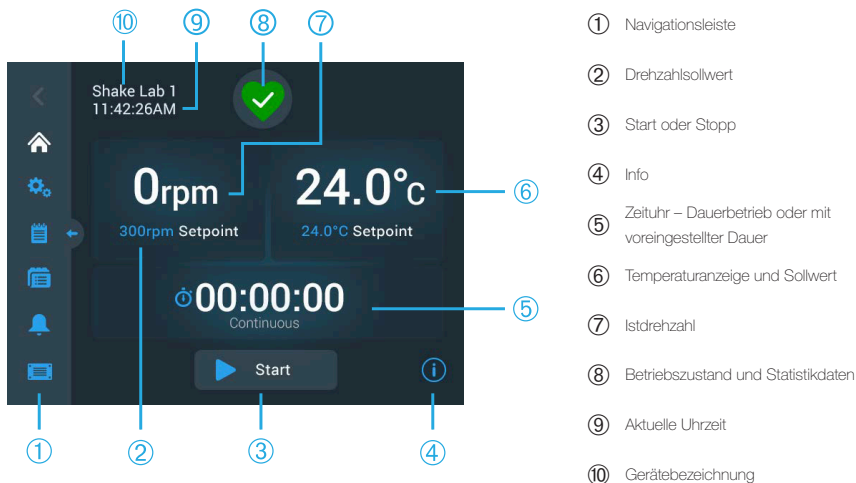 ⑩ ⑨ ⑧ ⑦
Shake Lab 1
11:42:26AM
0rpm
300rpm Setpoint
24.0°C
24.0°C Setpoint
⑥
00:00:00
Continuous
⑤
Start
① ② ③ ④
① Navigationsleiste
② Drehzahlsollwert
③ Start oder Stopp
④ Info
⑤ Zeituhr – Dauerbetrieb oder mit
voreingestellter Dauer
⑥ Temperaturanzeige und Sollwert
⑦ Istdrehzahl
⑧ Betriebszustand und Statistikdaten
⑨ Aktuelle Uhrzeit
⑩ Gerätebezeichnung